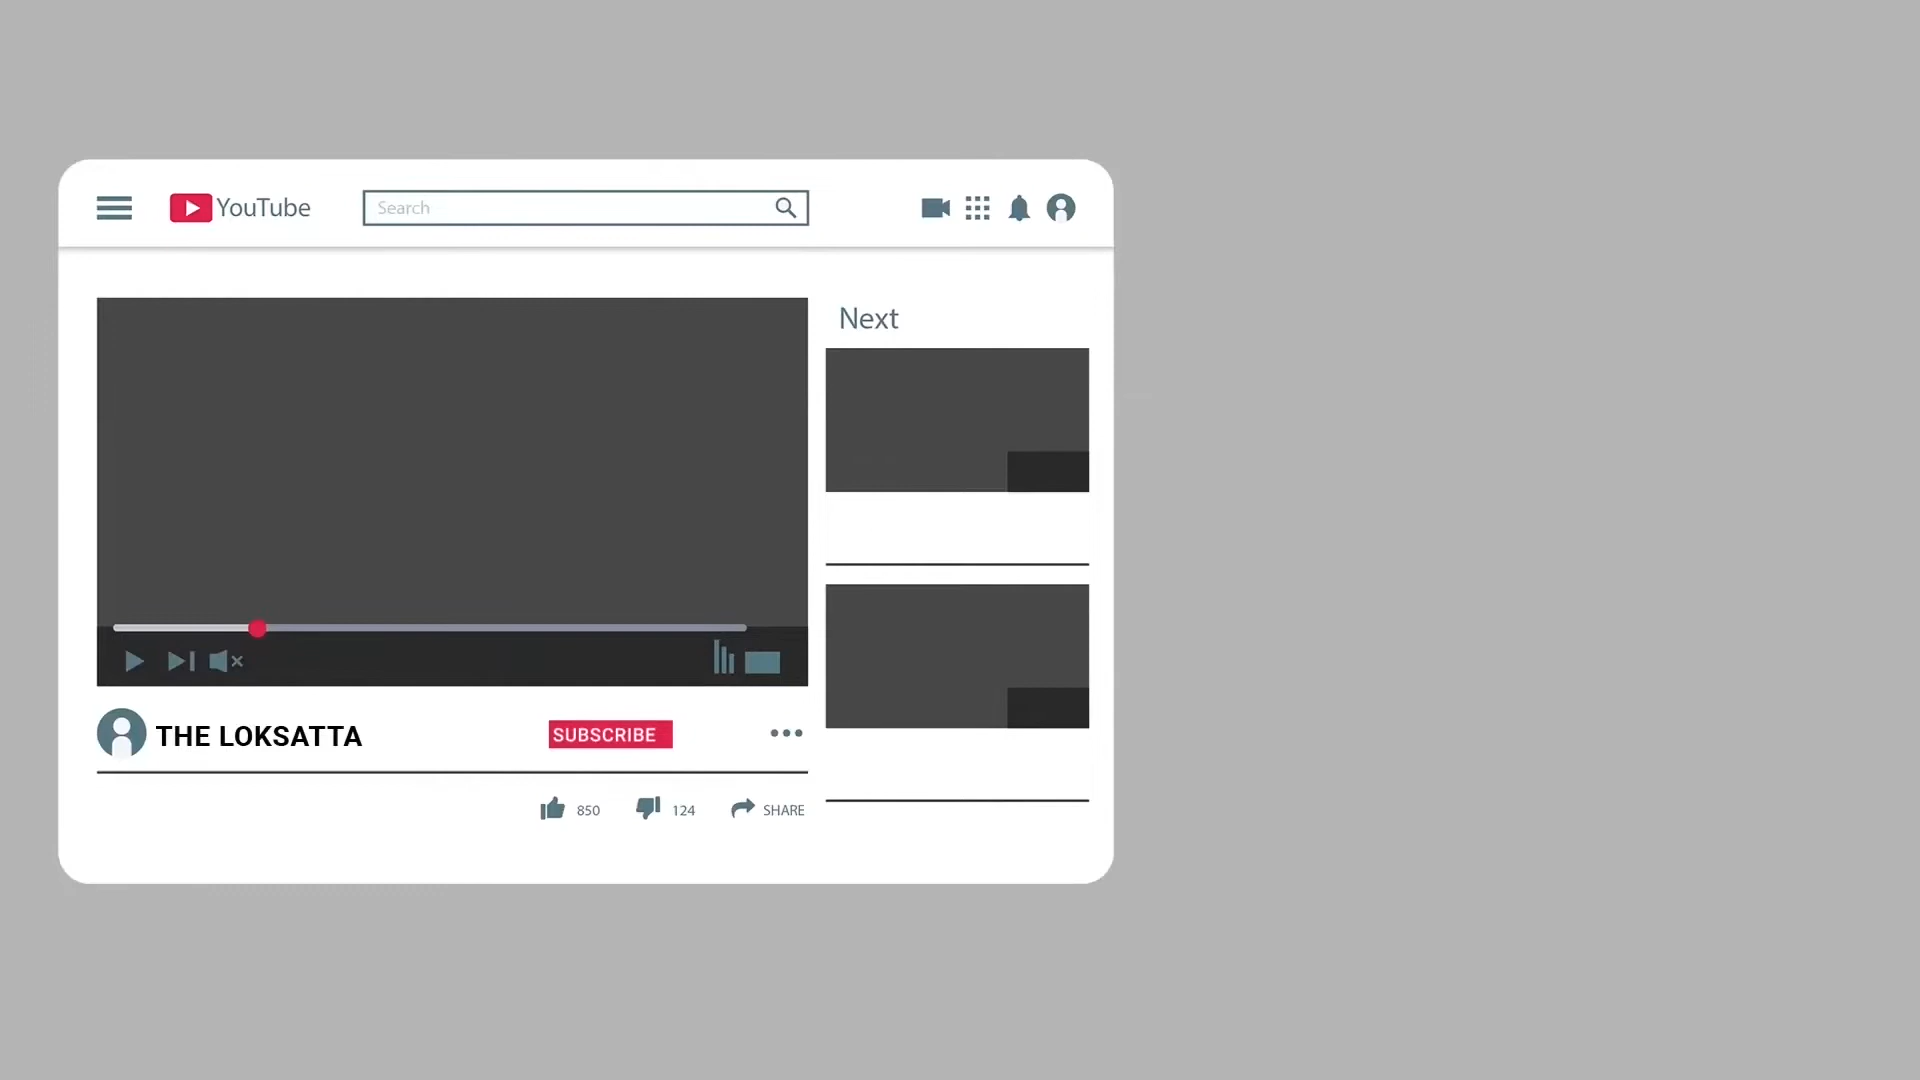 YouTube
Search
Next
THE LOKSATTA
SUBSCRIBE
850
124
SHARE